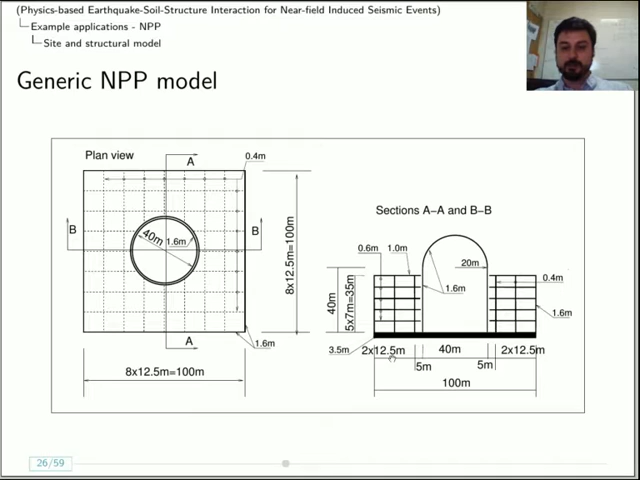 (Physics-based Earthquake-Soil-Structure Interaction for Near-field Induced Seismic Events)
Example applications - NPP
Site and structural model
Generic NPP model
Plan view
A
0.4m
B
B
40m
1.6m
8x12.5m=100m
A
1.6m
8x12.5m=100m
Sections A-A and B-B
0.6m
1.0m
20m
0.4m
40m
5x7m=35m
1.6m
1.6m
3.5m
2x12.5m
40m
2x12.5m
5m
5m
100m
26/59